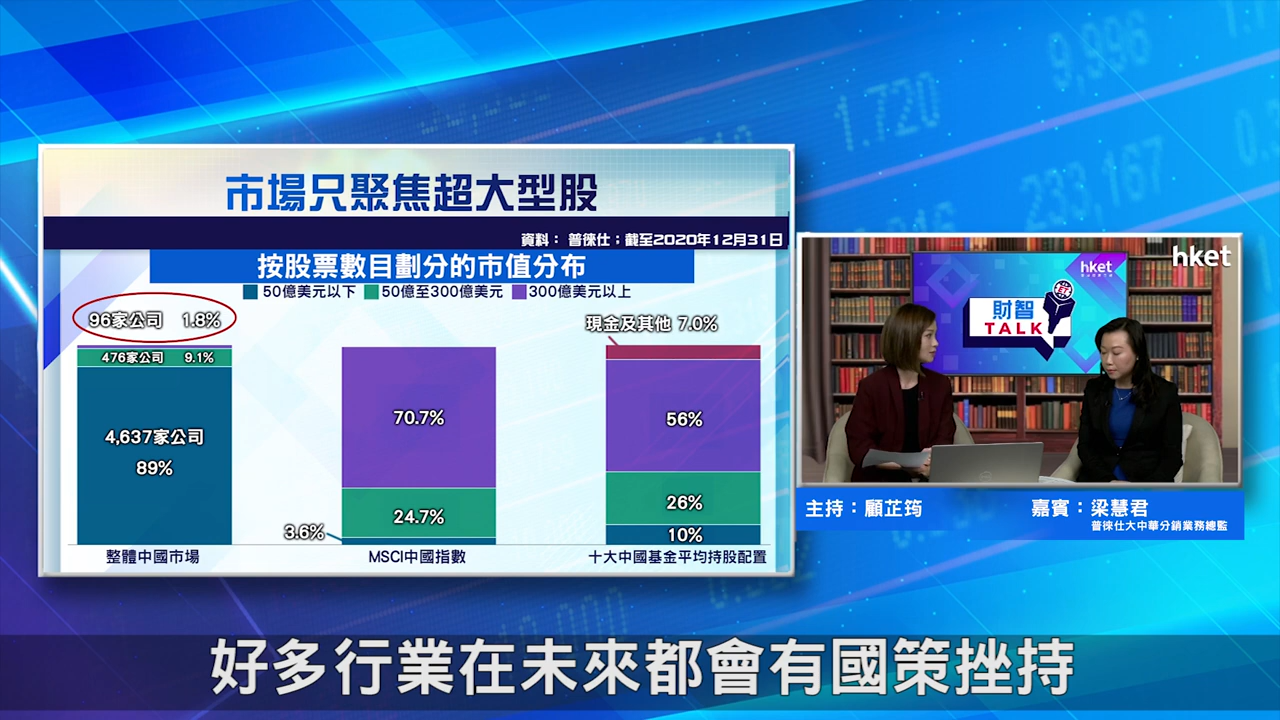 市場只聚焦超大型股
資料： 普徠仕；截至2020年12月31日
按股票數目劃分的市值分布
50億美元以下 50億至300億美元 300億美元以上
96家公司 1.8%
476家公司 9.1%
4,637家公司
89%
整體中國市場
70.7%
24.7%
3.6%
MSCI中國指數
現金及其他 7.0%
56%
26%
10%
十大中國基金平均持股配置
hket
hket
財智
TALK
主持：顧芷筠
嘉賓：梁慧君
普徠仕大中華分銷業務總監
9,996
1.720
233,167
好多行業在未來都會有國策挫持